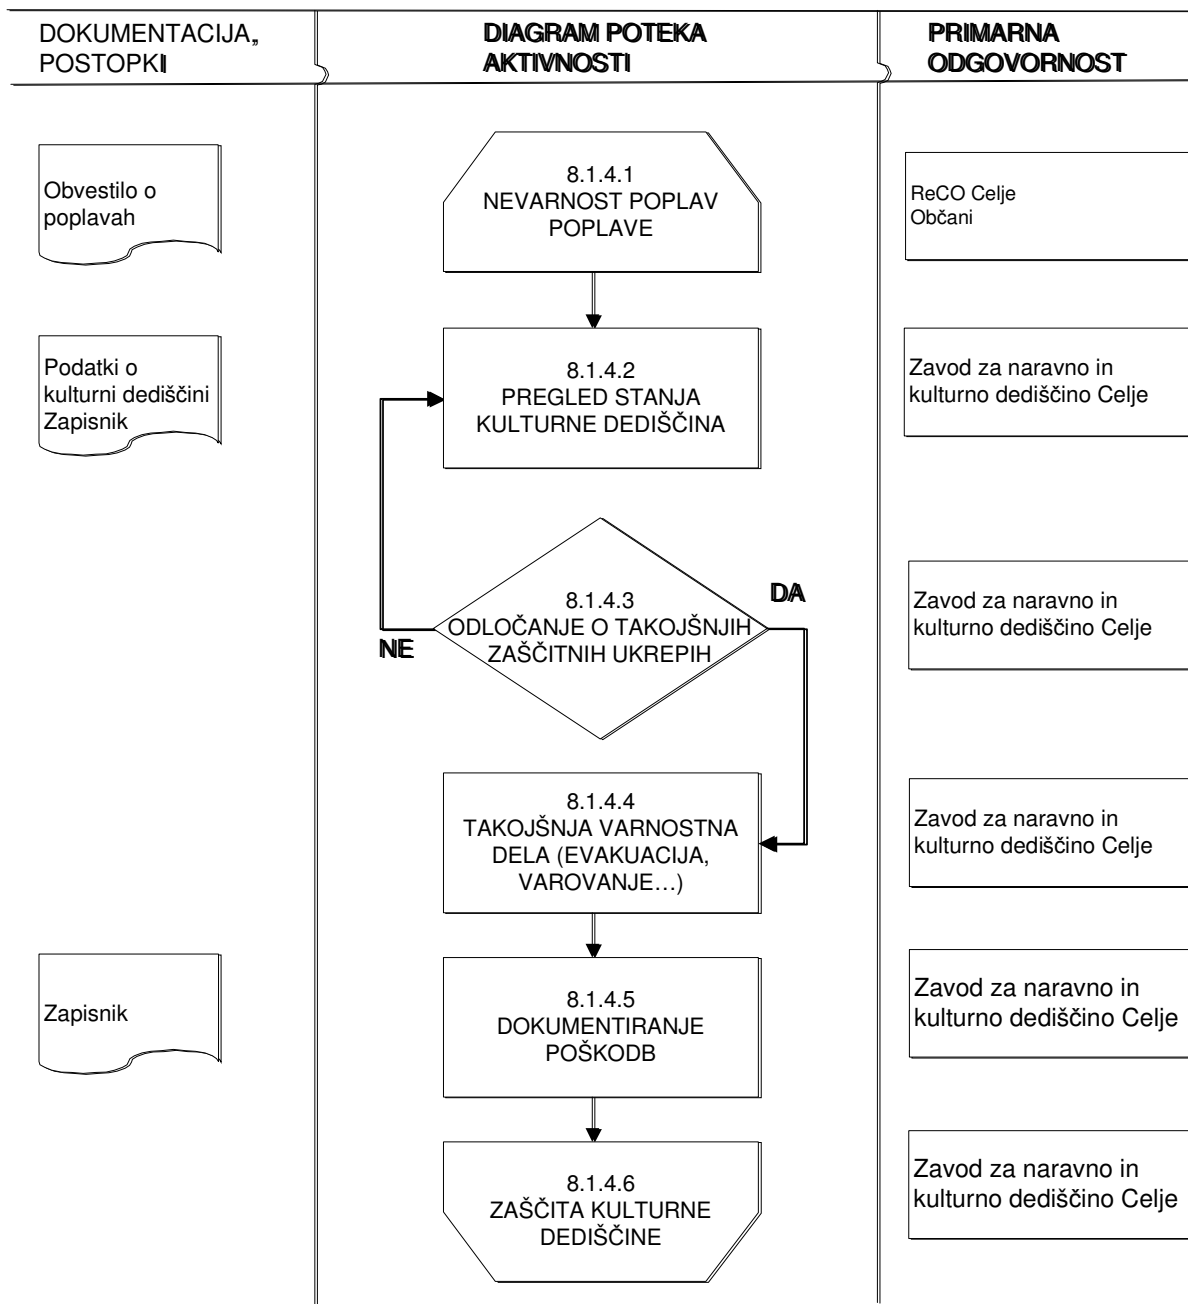 DOKUMENTACIJA,
POSTOPKI
DIAGRAM POTEKA
AKTIVNOSTI
PRIMARNA
ODGOVORNOST
Obvestilo o
poplavah
8.1.4.1
NEVARNOST POPLAV
POPLAVE
ReCO Celje
Občani
Podatki o
kulturni dediščini
Zapisnik
8.1.4.2
PREGLED STANJA
KULTURNE DEDIŠČINA
Zavod za naravno in
kulturno dediščino Celje
8.1.4.3
ODLOČANJE O TAKOJŠNJIH
ZAŠČITNIH UKREPIH
DA
NE
Zavod za naravno in
kulturno dediščino Celje
8.1.4.4
TAKOJŠNJA VARNOSTNA
DELA (EVAKUACIJA,
VAROVANJE…)
Zavod za naravno in
kulturno dediščino Celje
Zapisnik
8.1.4.5
DOKUMENTIRANJE
POŠKODB
Zavod za naravno in
kulturno dediščino Celje
8.1.4.6
ZAŠČITA KULTURNE
DEDIŠČINE
Zavod za naravno in
kulturno dediščino Celje